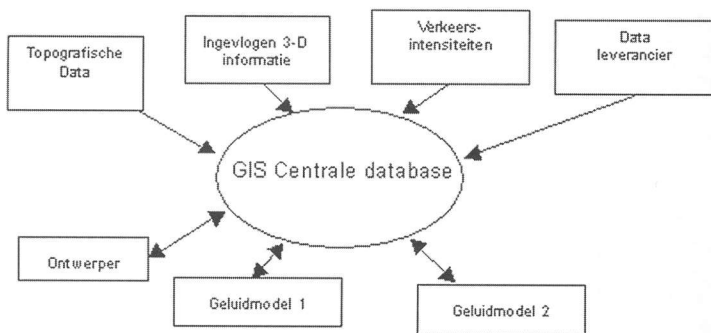 Topografische
Data
Ingevlogen 3-D
informatie
Verkeers-
intensiteiten
Data
leverancier
GIS Centrale database
Ontwerper
Geluidmodel 1
Geluidmodel 2